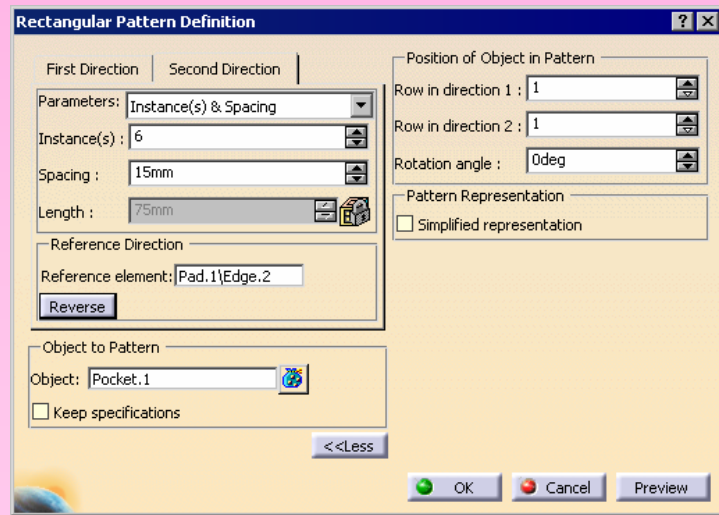 Rectangular Pattern Definition
First Direction
Second Direction
Parameters: Instance(s) & Spacing
Instance(s) : 6
Spacing : 15mm
Length : 75mm
Reference Direction
Reference element: Pad.1\Edge.2
Reverse
Object to Pattern
Object: Pocket.1
Keep specifications
<<Less
Position of Object in Pattern
Row in direction 1 : 1
Row in direction 2 : 1
Rotation angle : 0deg
Pattern Representation
Simplified representation
OK
Cancel
Preview